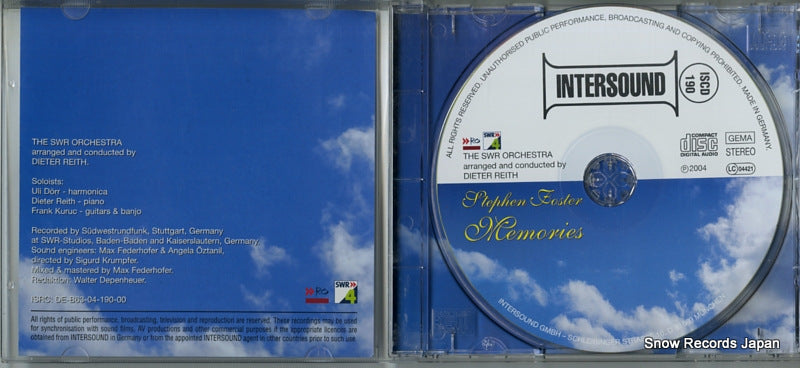 THE SWR ORCHESTRA
arranged and conducted by
DIETER REITH.
Soloists:
Uli Dörr - harmonica
Dieter Reith - piano
Frank Kuruc - guitars & banjo
Recorded by Südwestrundfunk, Stuttgart, Germany
at SWR-Studios, Baden-Baden and Kaiserslautern, Germany.
Sound engineers: Max Federhofer & Angela Öztanil,
directed by Sigurd Krumpfer.
Mixed & mastered by Max Federhofer.
Redaktion: Walter Depenheuer.
ISRC: DE-B63-04-190-00
SWR
4
All rights of public performance, broadcasting, television and reproduction are reserved. These recordings may be used
for synchronisation with sound films, AV productions and other commercial purposes if the appropriate licences are
obtained from INTERSOUND in Germany or from the appointed INTERSOUND agent in other countries prior to such use.
ALL RIGHTS RESERVED. UNAUTHORISED PUBLIC PERFORMANCE, BROADCASTING AND COPYING PROHIBITED. MADE IN GERMANY.
INTERSOUND
ISCD
190
SWR
4
THE SWR ORCHESTRA
arranged and conducted by
DIETER REITH
COMPACT
disc
DIGITAL AUDIO
GEMA
STEREO
℗ 2004
LC 04421
Stephen Foster
Memories
INTERSOUND GMBH - SCHLEISSINGER STRASSE MÜNCHEN
Snow Records Japan